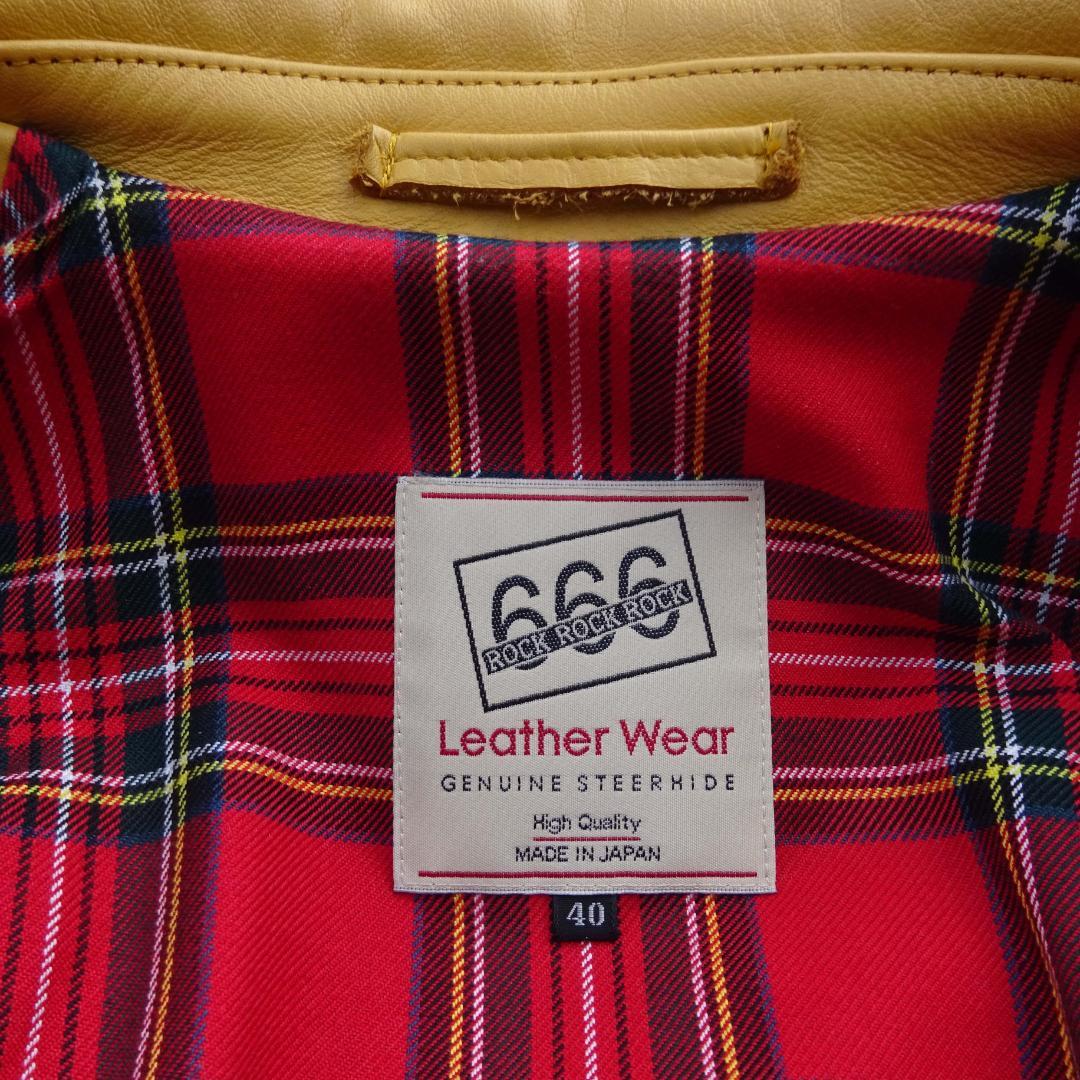 666
ROCK ROCK ROCK
Leather Wear
GENUINE STEERHIDE
High Quality
MADE IN JAPAN
40